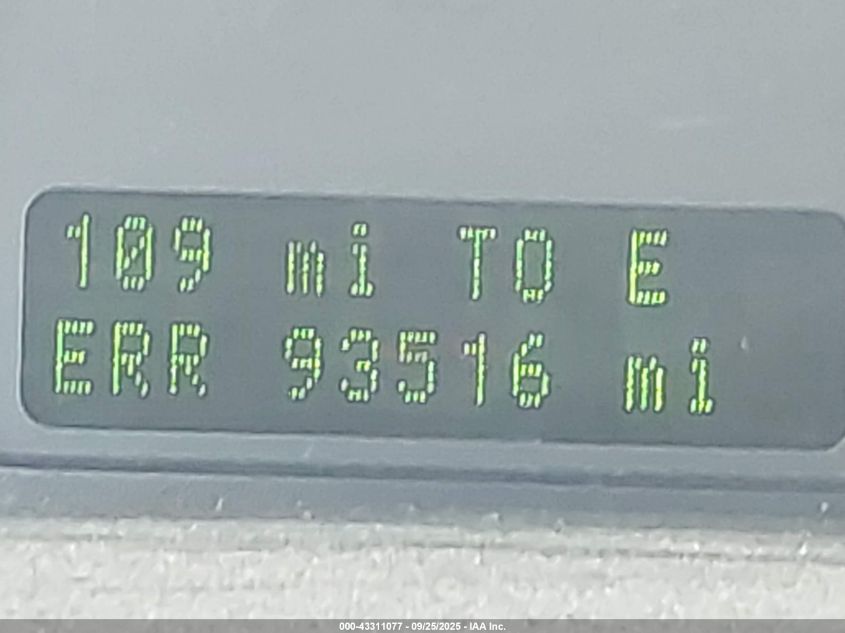 109 mi TO E
ERR 93516 mi
000-43311077 - 09/25/2025 - IAA Inc.